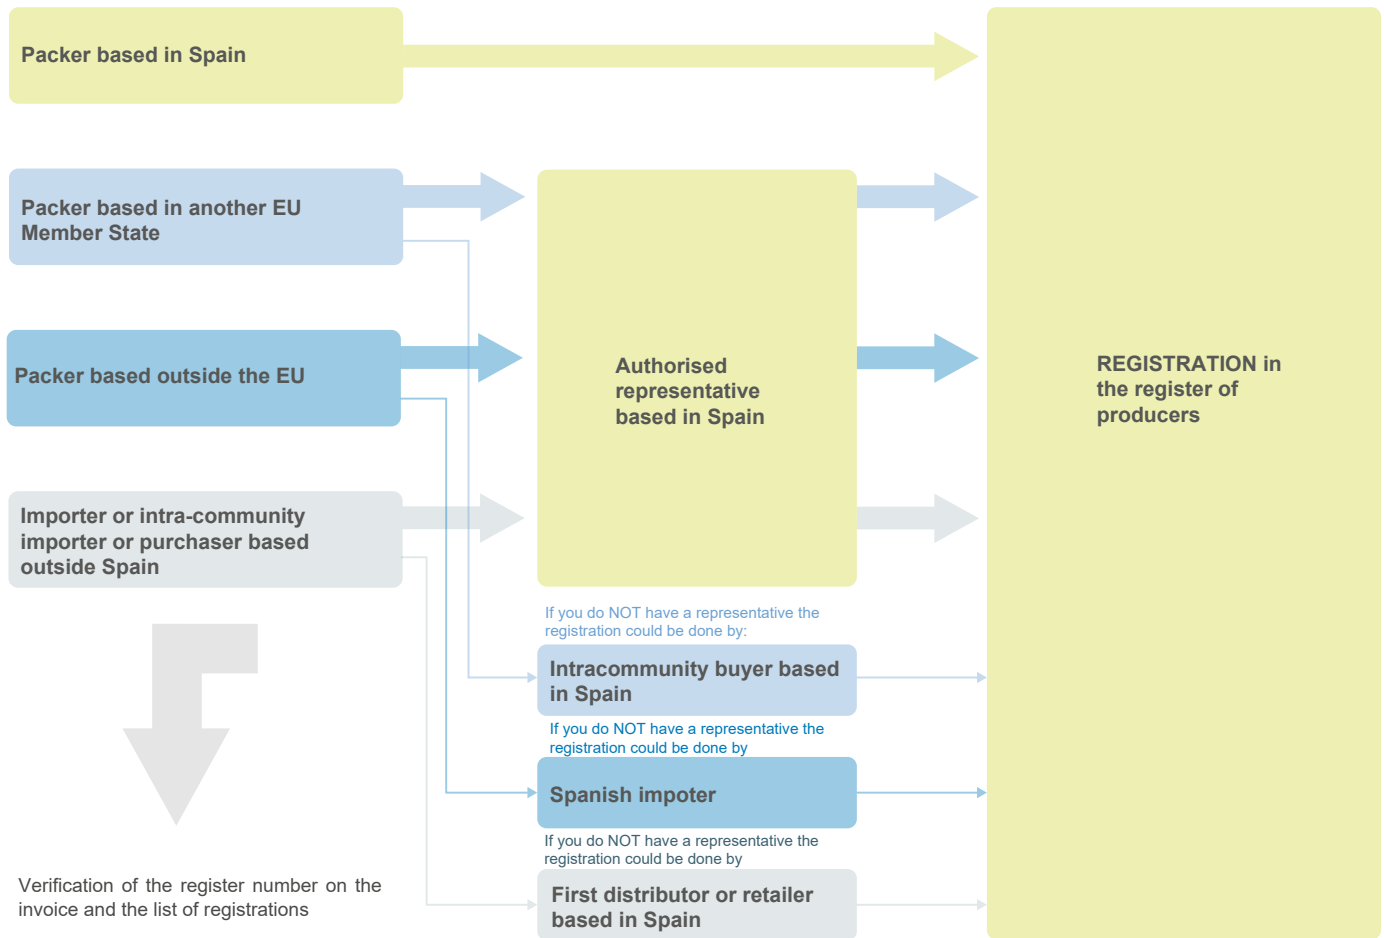 Packer based in Spain
Packer based in another EU
Member State
Packer based outside the EU
Importer or intra-community
importer or purchaser based
outside Spain
Verification of the register number on the
invoice and the list of registrations
Authorised
representative
based in Spain
If you do NOT have a representative the
registration could be done by:
Intracommunity buyer based
in Spain
If you do NOT have a representative the
registration could be done by
Spanish impoter
If you do NOT have a representative the
registration could be done by
First distributor or retailer
based in Spain
REGISTRATION in
the register of
producers